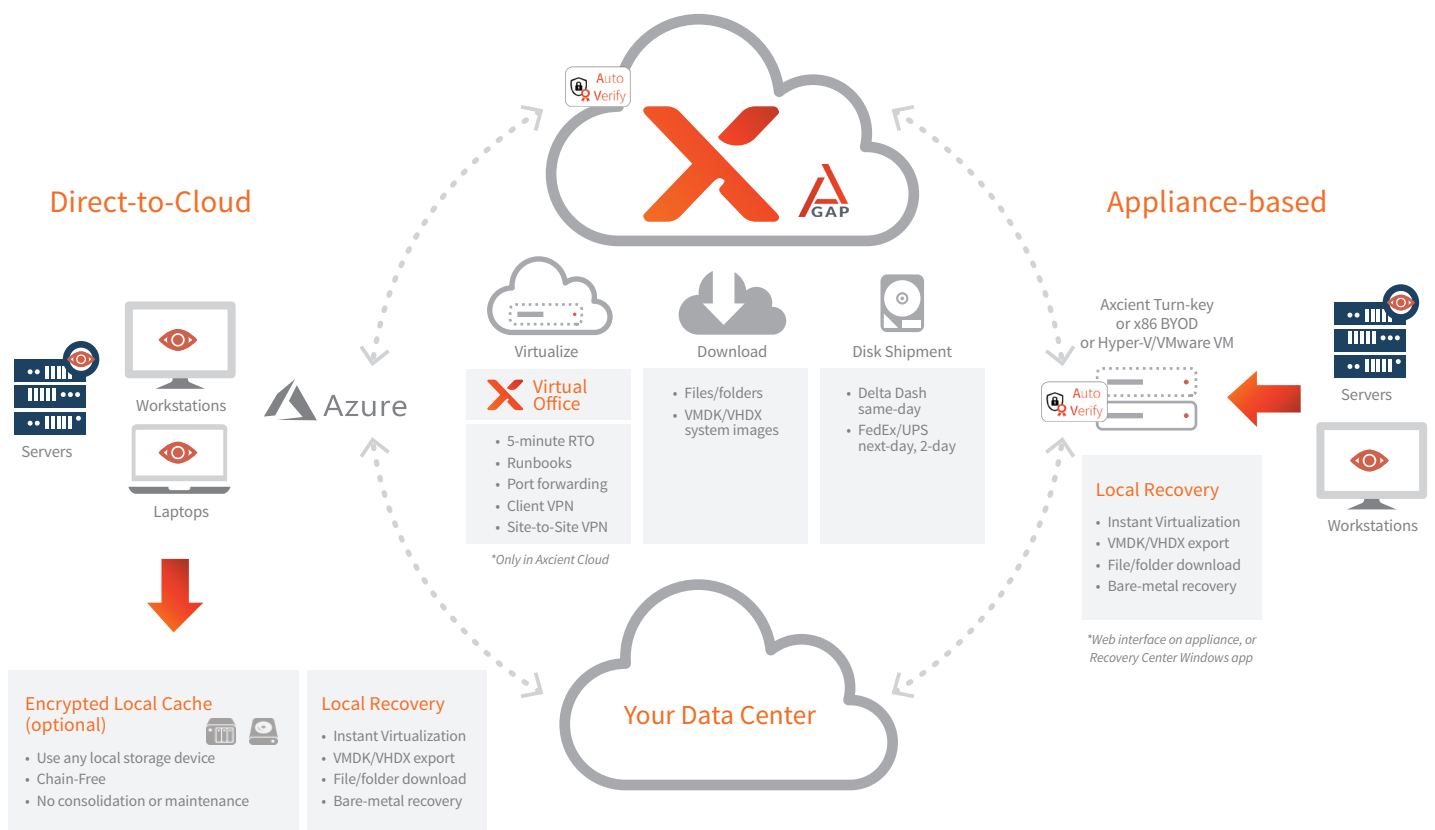 Auto
Verify
GAP
Direct-to-Cloud
Appliance-based
Servers
Workstations
Laptops
Azure
Virtualize
Download
Disk Shipment
Virtual
Office
• 5-minute RTO
• Runbooks
• Port forwarding
• Client VPN
• Site-to-Site VPN
*Only in Axcient Cloud
• Files/folders
• VMDK/VHDX
system images
• Delta Dash
same-day
• FedEx/UPS
next-day, 2-day
Axcient Turn-key
or x86 BYOD
or Hyper-V/VMware VM
Auto
Verify
Servers
Workstations
Local Recovery
• Instant Virtualization
• VMDK/VHDX export
• File/folder download
• Bare-metal recovery
*Web interface on appliance, or
Recovery Center Windows app
Encrypted Local Cache
(optional)
• Use any local storage device
• Chain-Free
• No consolidation or maintenance
Local Recovery
• Instant Virtualization
• VMDK/VHDX export
• File/folder download
• Bare-metal recovery
Your Data Center